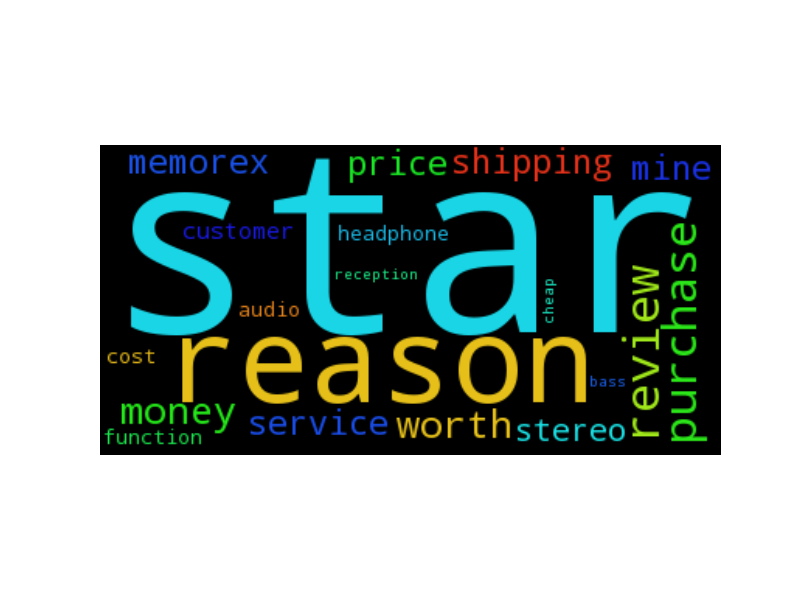 memorex
price
shipping
mine
star
customer
headphone
reception
cheap
audio
purchase
review
reason
cost
bass
money
service
worth
stereo
function